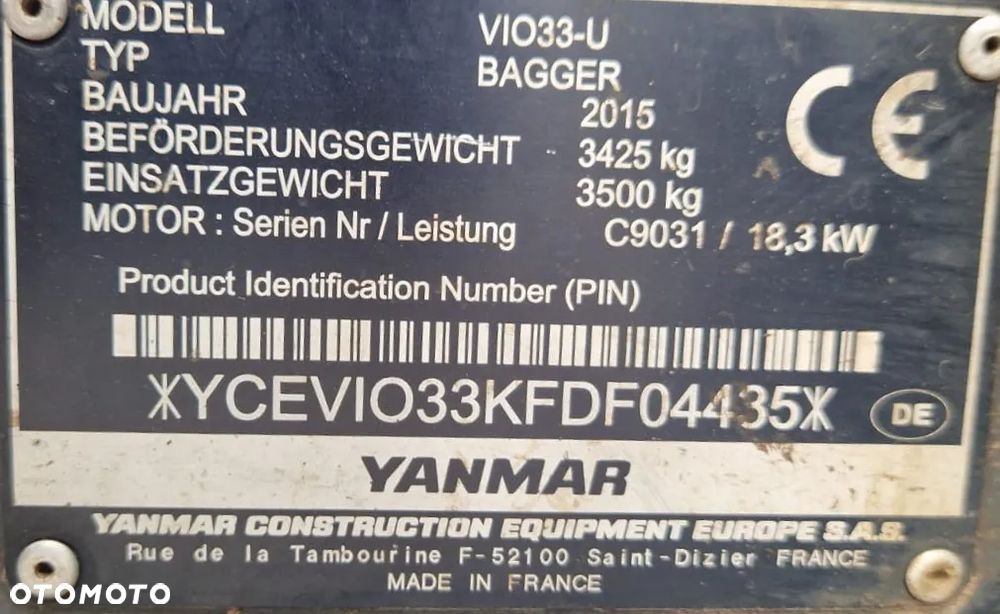 MODELL VIO33-U
TYP BAGGER
BAUJAHR 2015
BEFÖRDERUNGSGEWICHT 3425 kg
EINSATZGEWICHT 3500 kg
MOTOR : Serien Nr / Leistung C9031 / 18,3 kW
CE
Product Identification Number (PIN)
*YCEVIO33KFDF04435*
DE
YANMAR
YANMAR CONSTRUCTION EQUIPMENT EUROPE S.A.S.
Rue de la Tambourine F-52100 Saint-Dizier FRANCE
MADE IN FRANCE
OTOMOTO